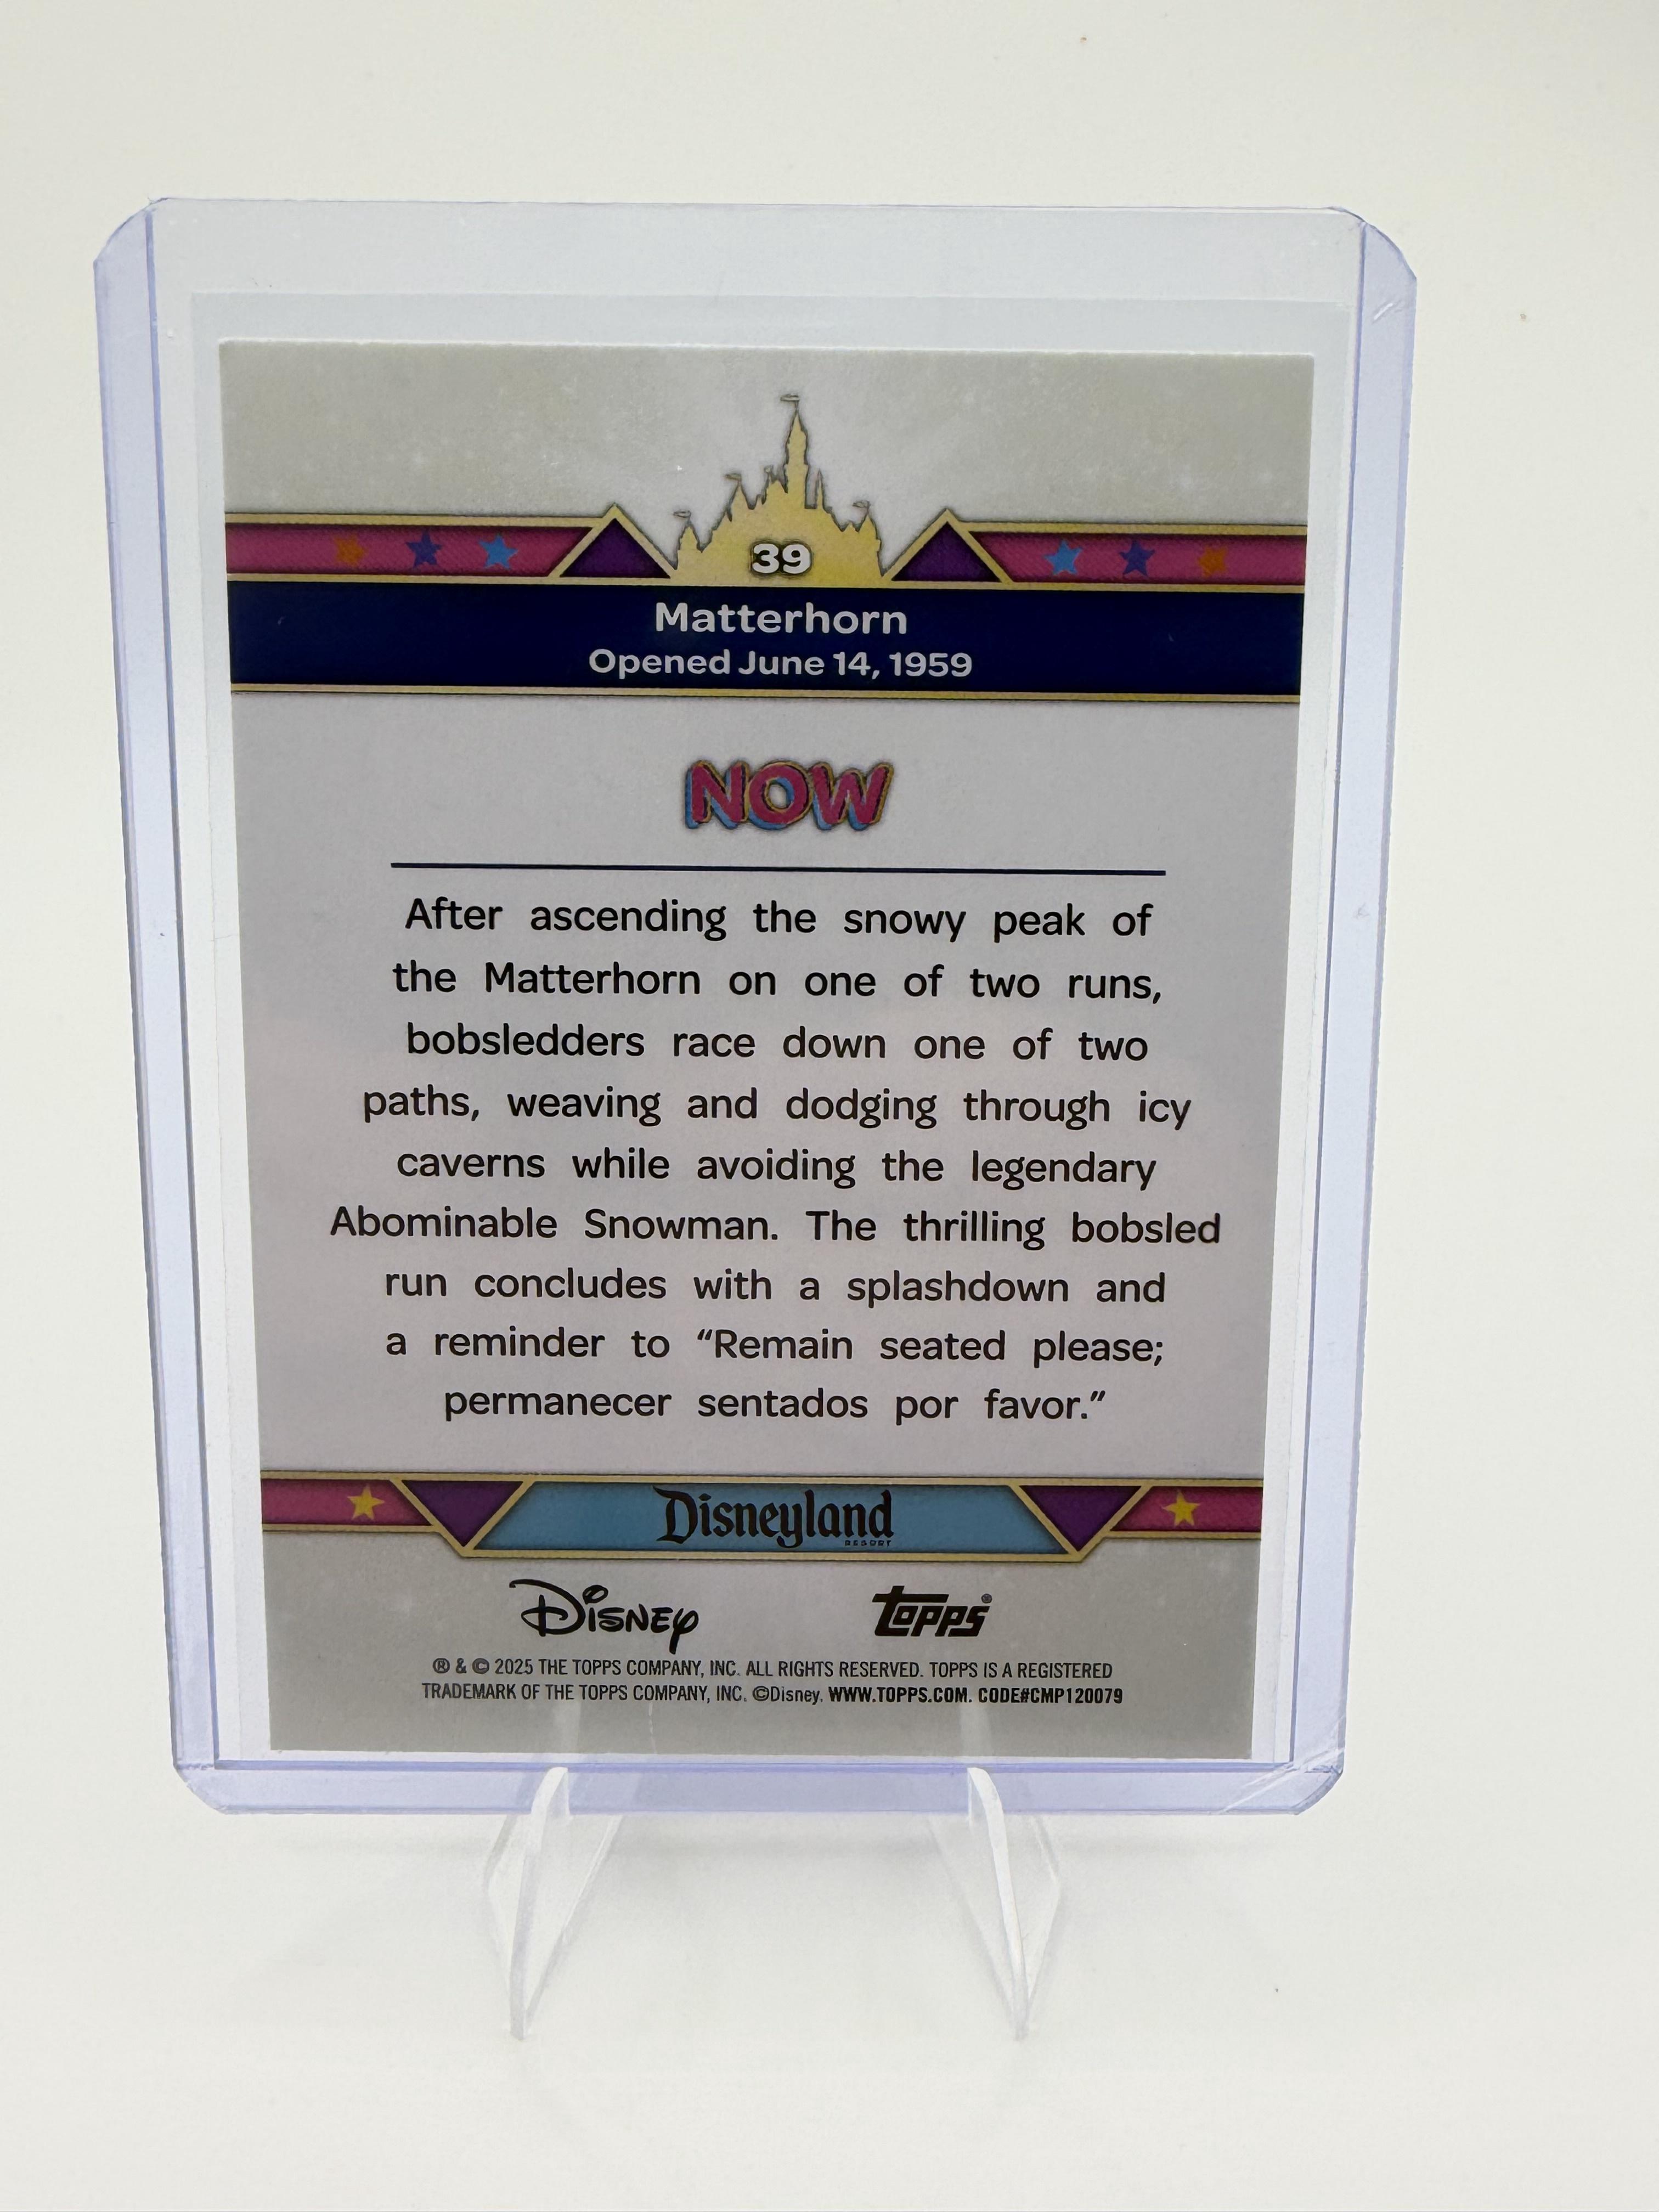 39
Matterhorn
Opened June 14, 1959
NOW
After ascending the snowy peak of
the Matterhorn on one of two runs,
bobsledders race down one of two
paths, weaving and dodging through icy
caverns while avoiding the legendary
Abominable Snowman. The thrilling bobsled
run concludes with a splashdown and
a reminder to “Remain seated please;
permanecer sentados por favor.”
Disneyland
RESORT
Disney topps®
® & © 2025 THE TOPPS COMPANY, INC. ALL RIGHTS RESERVED. TOPPS IS A REGISTERED
TRADEMARK OF THE TOPPS COMPANY, INC. ©Disney. WWW.TOPPS.COM. CODE#CMP120079